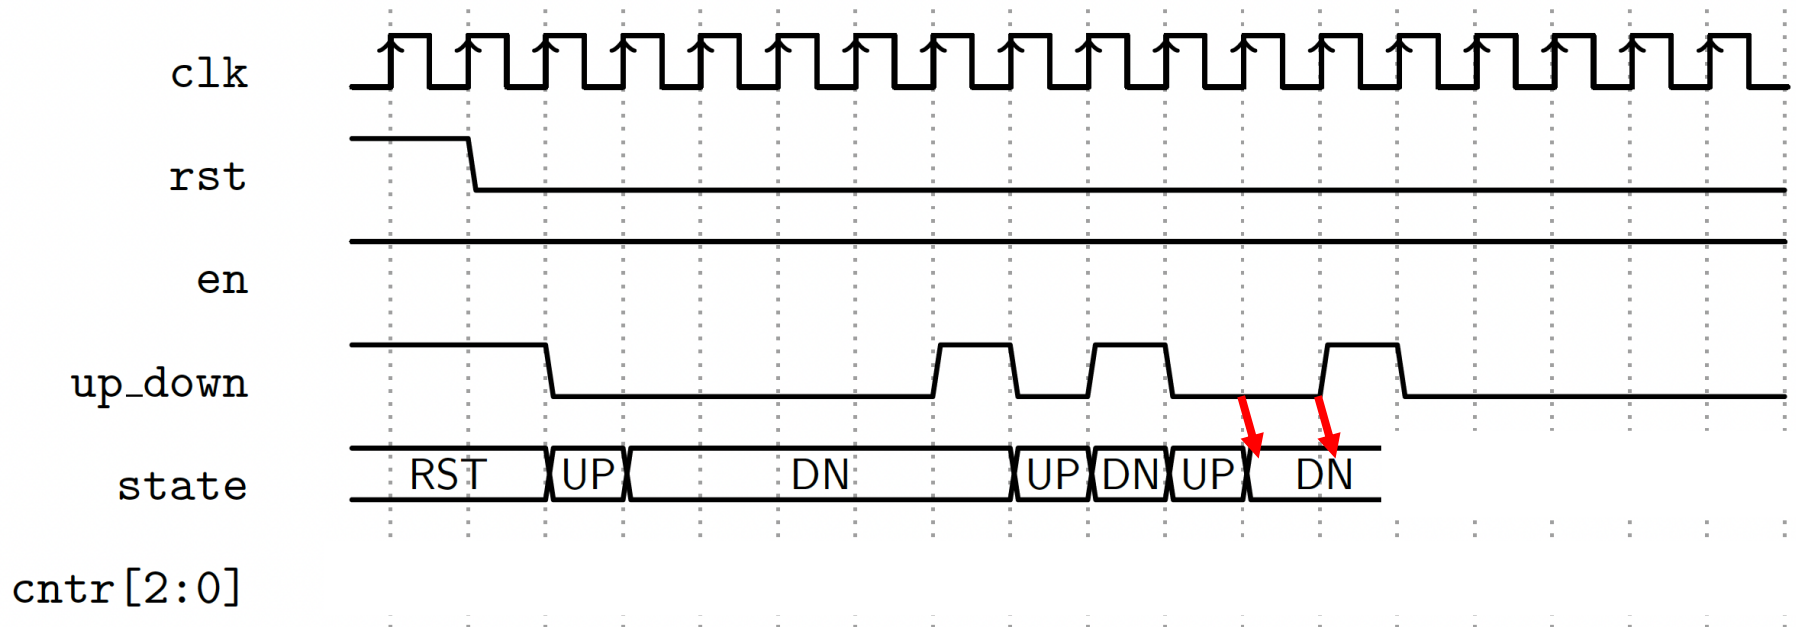 clk
rst
en
up_down
state RST UP DN UP DN UP DN
cntr[2:0]